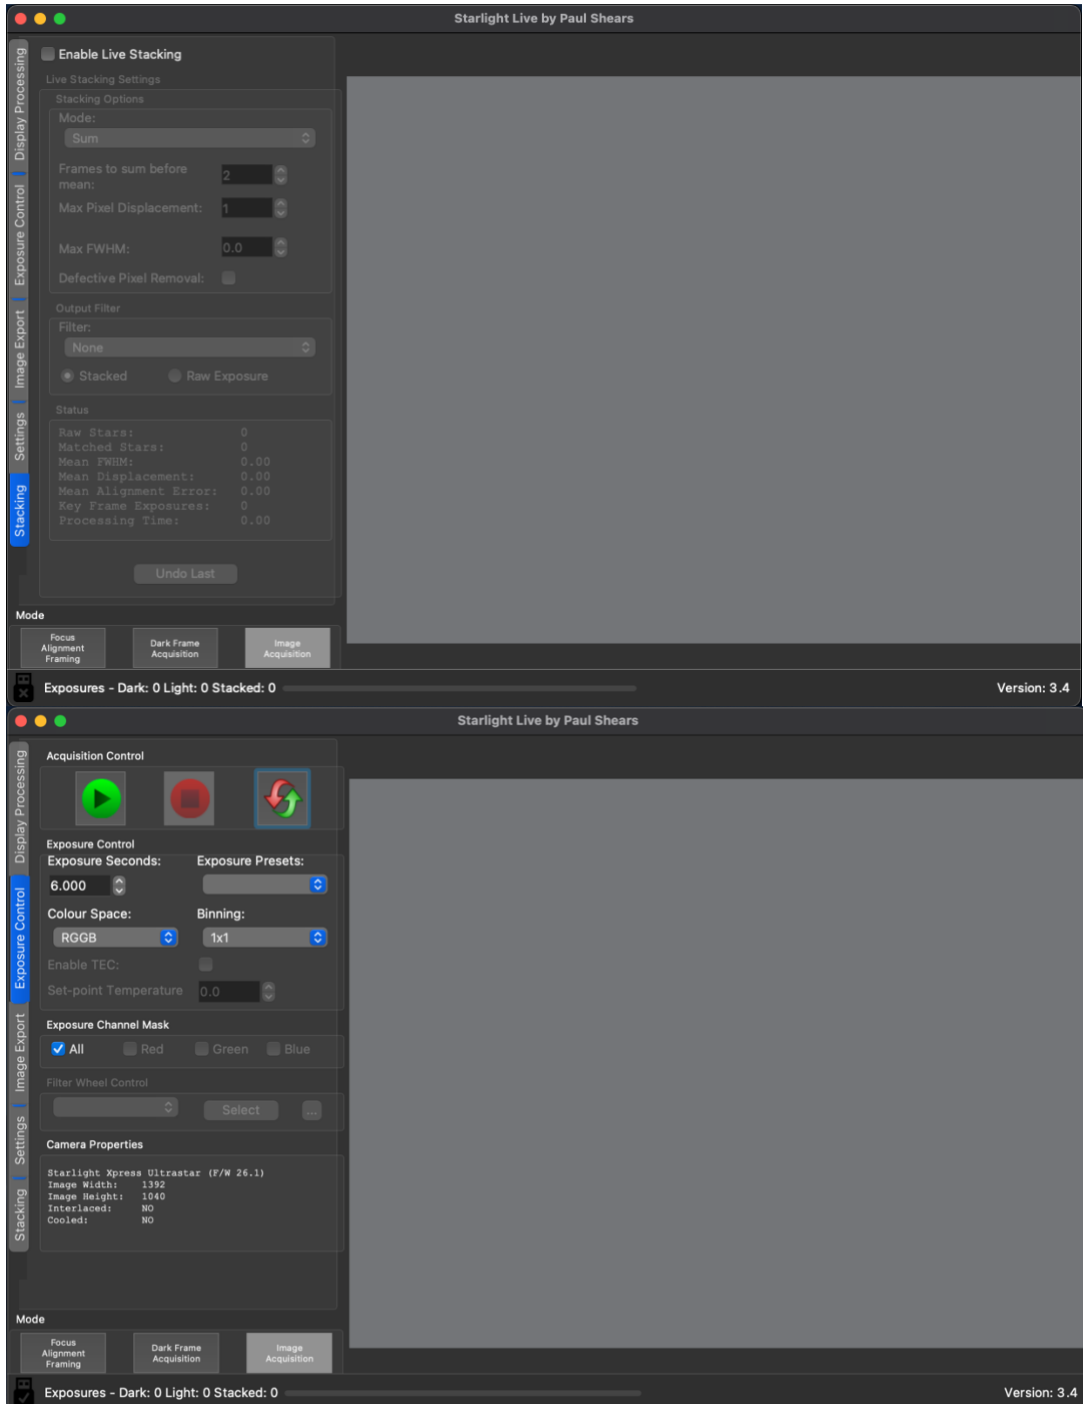 Starlight Live by Paul Shears
Display Processing
Exposure Control
Image Export
Settings
Stacking
Enable Live Stacking
Live Stacking Settings
Stacking Options
Mode:
Sum
Frames to sum before
mean:
2
Max Pixel Displacement: 1
Max FWHM: 0.0
Defective Pixel Removal:
Output Filter
Filter:
None
Stacked Raw Exposure
Status
Raw Stars: 0
Matched Stars: 0
Mean FWHM: 0.00
Mean Displacement: 0.00
Mean Alignment Error: 0.00
Key Frame Exposures: 0
Processing Time: 0.00
Undo Last
Mode
Focus
Alignment
Framing
Dark Frame
Acquisition
Image
Acquisition
Exposures - Dark: 0 Light: 0 Stacked: 0
Version: 3.4
Starlight Live by Paul Shears
Display Processing
Exposure Control
Image Export
Settings
Stacking
Acquisition Control
Exposure Control
Exposure Seconds: Exposure Presets:
6.000
Colour Space: Binning:
RGGB 1x1
Enable TEC:
Set-point Temperature 0.0
Exposure Channel Mask
All Red Green Blue
Filter Wheel Control
Select ...
Camera Properties
Starlight Xpress Ultrastar (F/W 26.1)
Image Width: 1392
Image Height: 1040
Interlaced: NO
Cooled: NO
Mode
Focus
Alignment
Framing
Dark Frame
Acquisition
Image
Acquisition
Exposures - Dark: 0 Light: 0 Stacked: 0
Version: 3.4